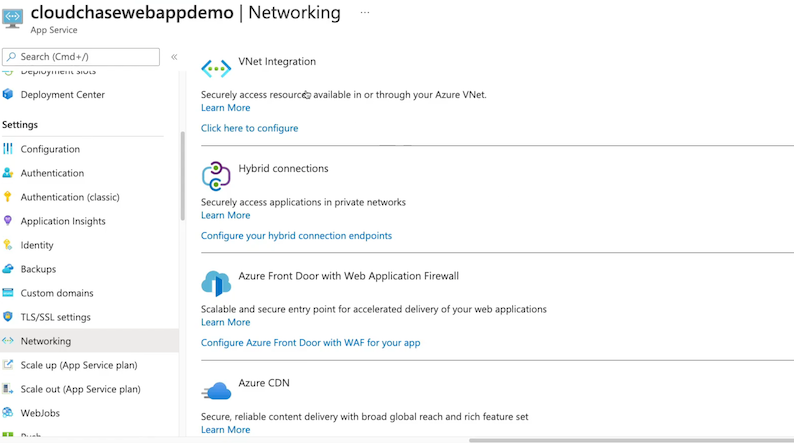 cloudchasewebappdemo | Networking ...
App Service
Search (Cmd+/)
«
Deployment slots
Deployment Center
Settings
Configuration
Authentication
Authentication (classic)
Application Insights
Identity
Backups
Custom domains
TLS/SSL settings
Networking
Scale up (App Service plan)
Scale out (App Service plan)
WebJobs
VNet Integration
Securely access resources available in or through your Azure VNet.
Learn More
Click here to configure
Hybrid connections
Securely access applications in private networks
Learn More
Configure your hybrid connection endpoints
Azure Front Door with Web Application Firewall
Scalable and secure entry point for accelerated delivery of your web applications
Learn More
Configure Azure Front Door with WAF for your app
Azure CDN
Secure, reliable content delivery with broad global reach and rich feature set
Learn More